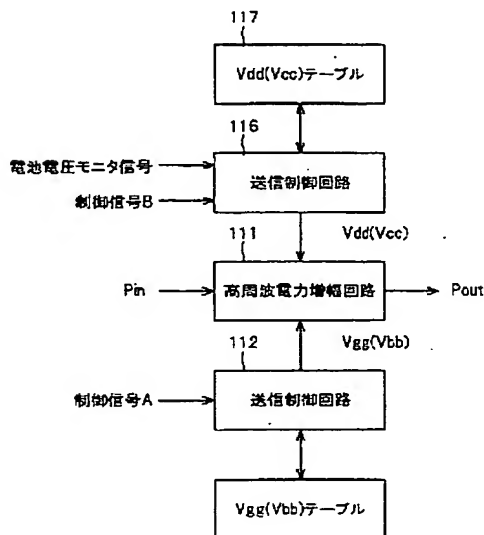 117
Vdd(Vcc)テーブル
116
電池電圧モニタ信号
送信制御回路
制御信号B
Vdd(Vcc)
111
Pin
高周波電力増幅回路
Pout
112
Vgg(Vbb)
制御信号A
送信制御回路
Vgg(Vbb)テーブル